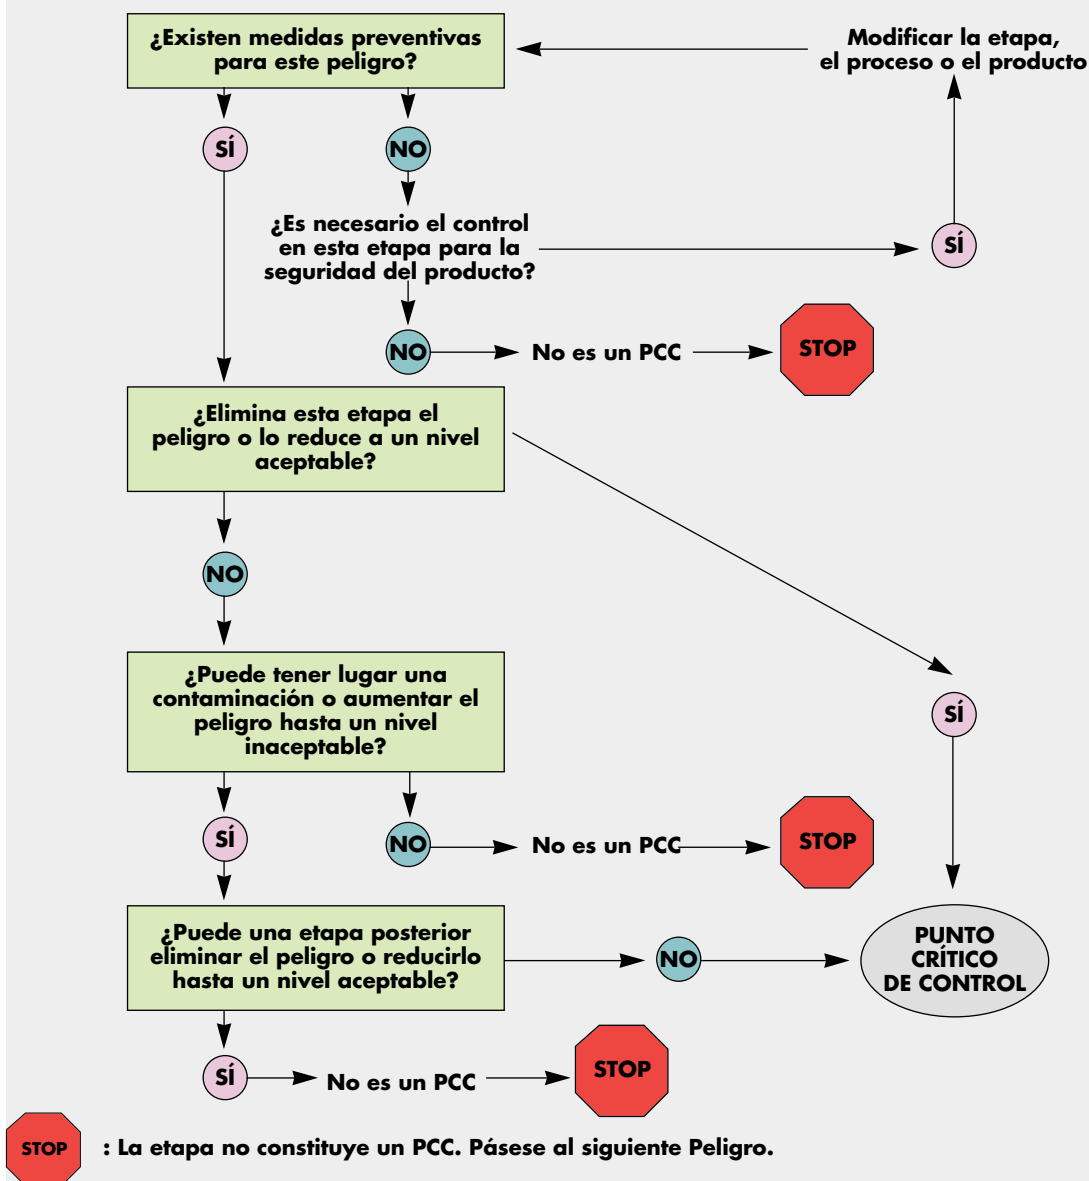 ¿Existen medidas preventivas
para este peligro?
Modificar la etapa,
el proceso o el producto
SÍ
NO
¿Es necesario el control
en esta etapa para la
seguridad del producto?
SÍ
NO
No es un PCC
STOP
¿Elimina esta etapa el
peligro o lo reduce a un nivel
aceptable?
NO
¿Puede tener lugar una
contaminación o aumentar el
peligro hasta un nivel
inaceptable?
SÍ
SÍ
NO
No es un PCC
STOP
¿Puede una etapa posterior
eliminar el peligro o reducirlo
hasta un nivel aceptable?
NO
PUNTO
CRÍTICO
DE CONTROL
SÍ
No es un PCC
STOP
STOP
: La etapa no constituye un PCC. Pásese al siguiente Peligro.